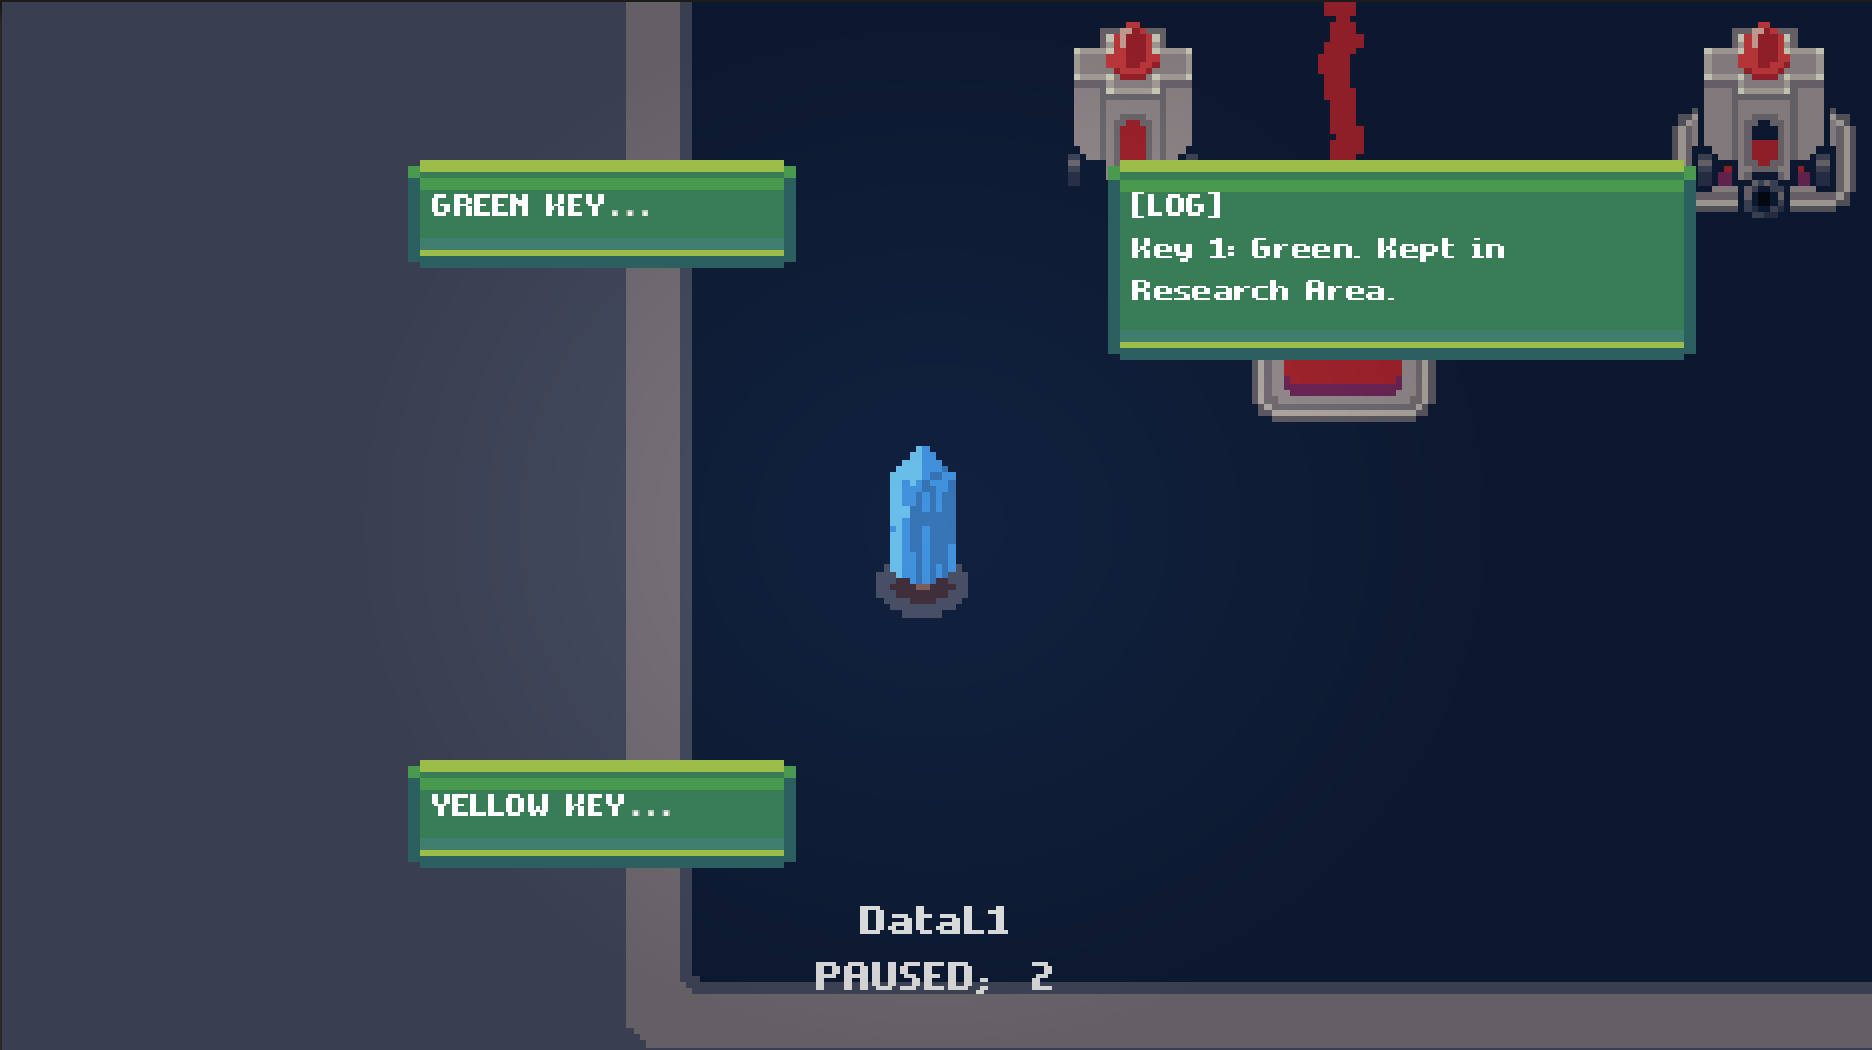 GREEN KEY...
[LOG]
Key 1: Green. Kept in
Research Area.
YELLOW KEY...
DataL1
PAUSED; 2